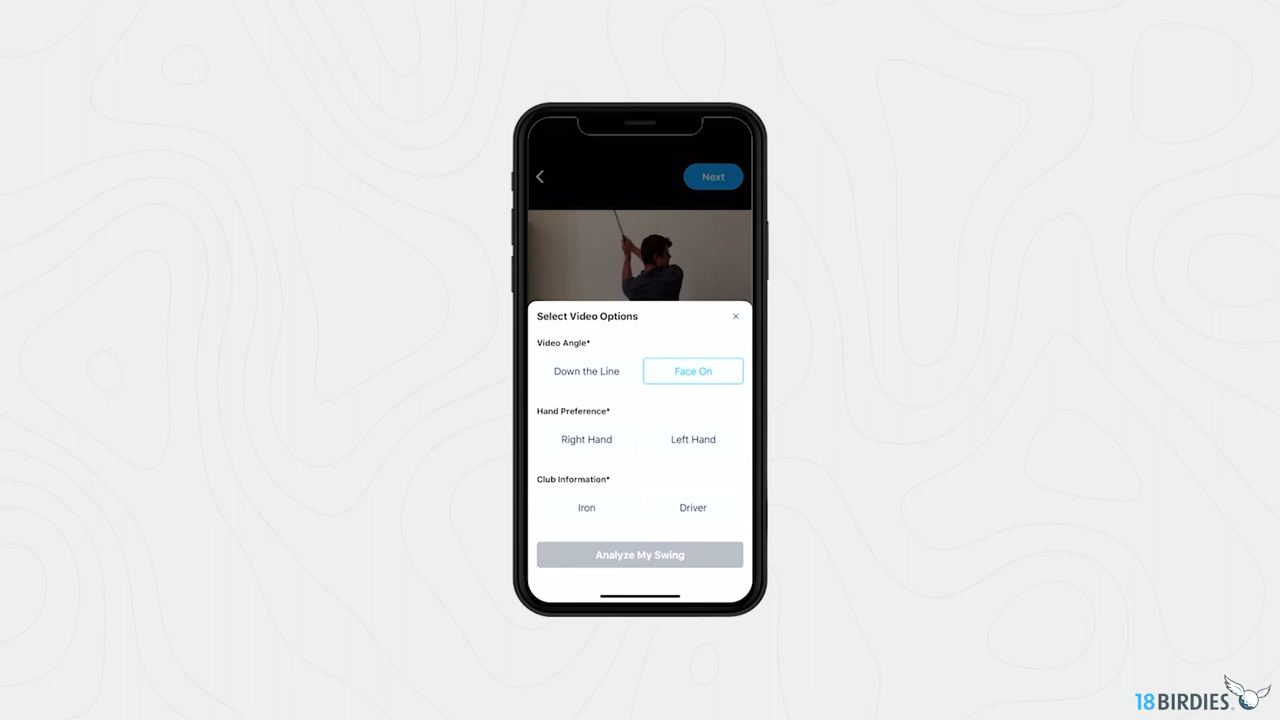 Next
Select Video Options
Video Angle*
Down the Line Face On
Hand Preference*
Right Hand Left Hand
Club Information*
Iron Driver
Analyze My Swing
18BIRDIES